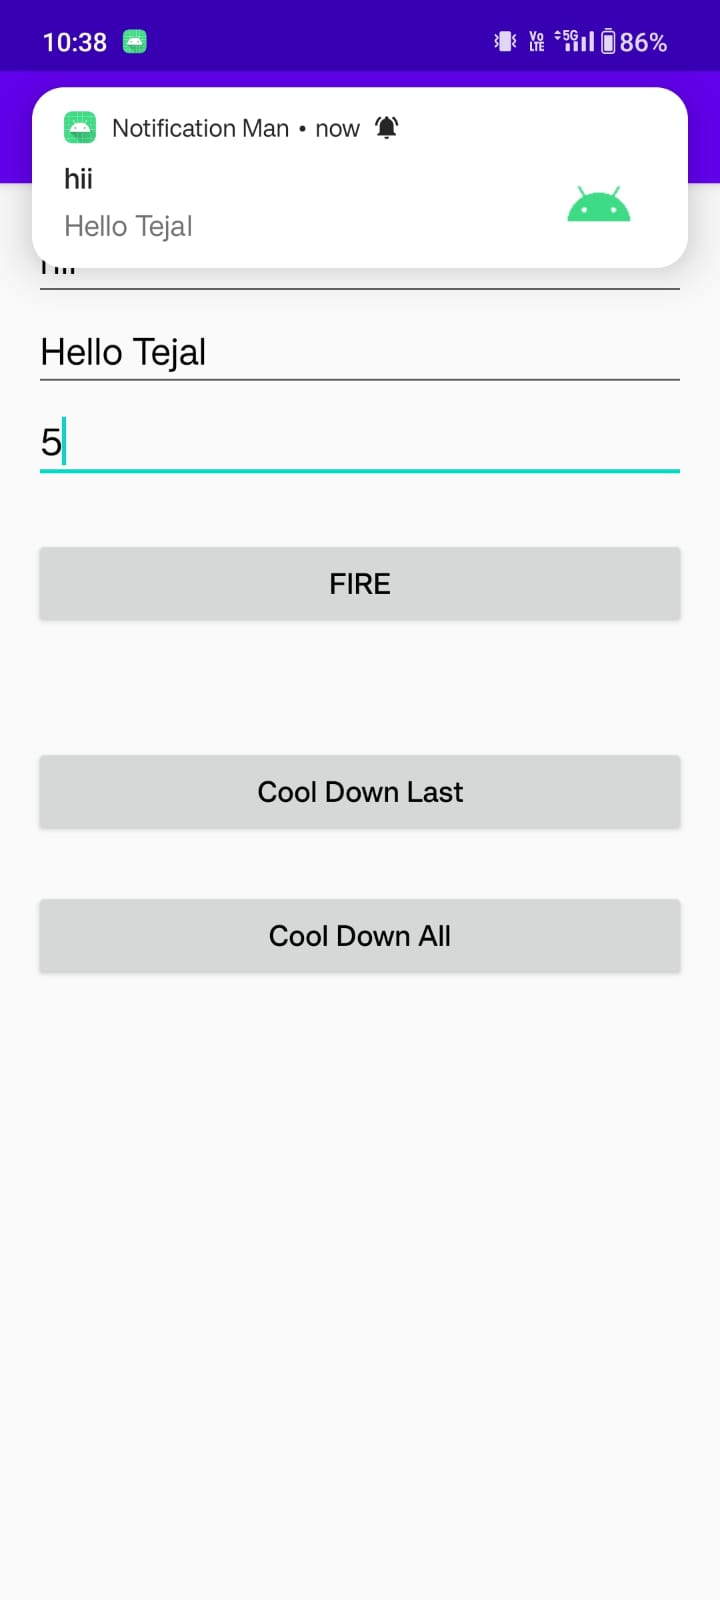 10:38 Vo LTE 5G 86%
Notification Man • now
hii
Hello Tejal
Hello Tejal
5
FIRE
Cool Down Last
Cool Down All